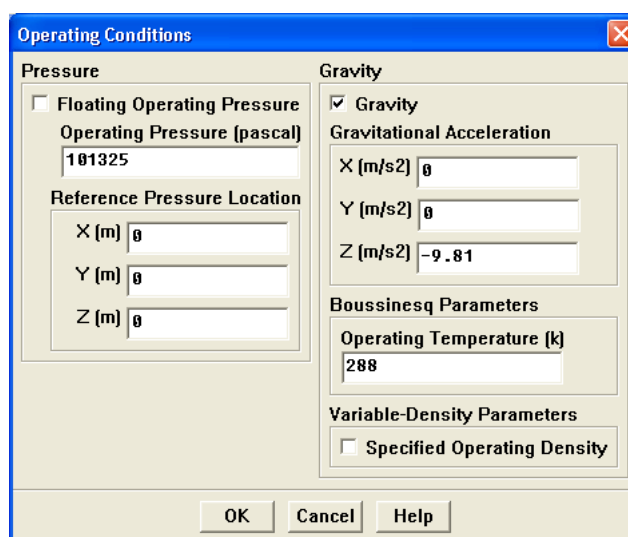 Operating Conditions
Pressure
Floating Operating Pressure
Operating Pressure (pascal)
101325
Reference Pressure Location
X (m) 0
Y (m) 0
Z (m) 0
Gravity
Gravity
Gravitational Acceleration
X (m/s2) 0
Y (m/s2) 0
Z (m/s2) -9.81
Boussinesq Parameters
Operating Temperature (k)
288
Variable-Density Parameters
Specified Operating Density
OK Cancel Help